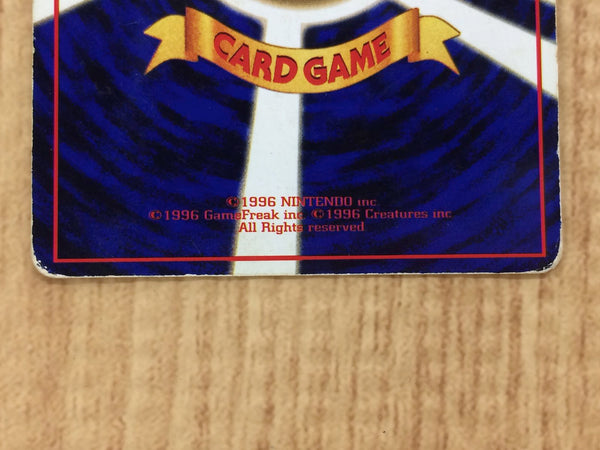 CARD GAME
©1996 NINTENDO inc.
©1996 GameFreak inc. ©1996 Creatures inc.
All Rights reserved